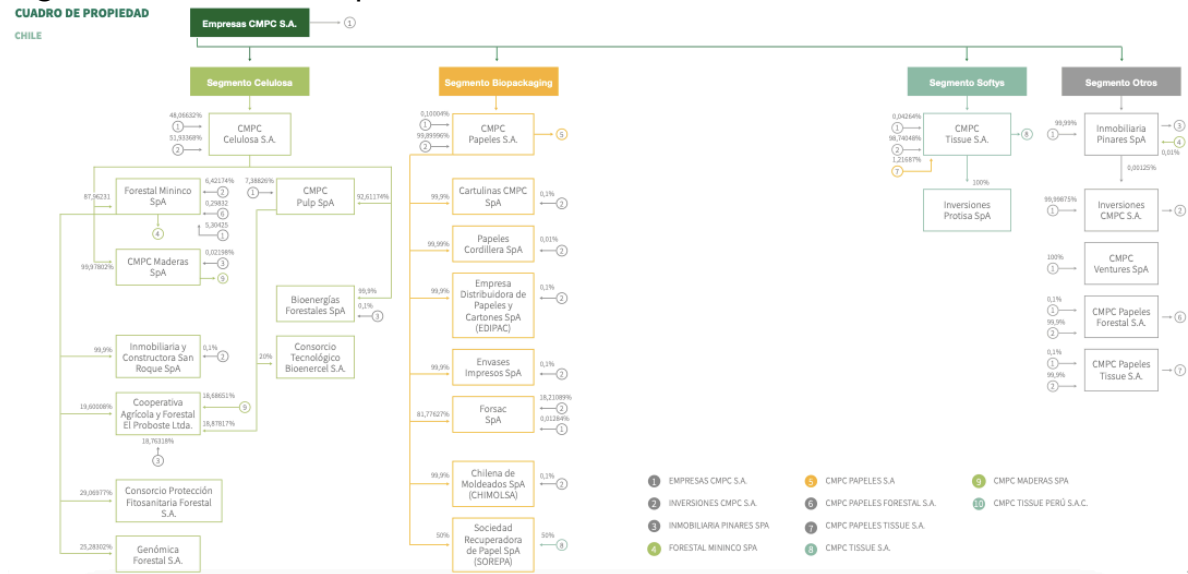 CUADRO DE PROPIEDAD
CHILE
Empresas CMPC S.A.
1
Segmento Celulosa
48,06632%
1
51,93368%
2
CMPC
Celulosa S.A.
87,96231
Forestal Mininco
SpA
6,42174%
2
0,29832
6
5,30425
1
4
7,38826%
1
CMPC
Pulp SpA
92,61174%
99,97802%
CMPC Maderas
SpA
0,02198%
3
9
Bioenergías
Forestales SpA
99,9%
0,1%
3
99,9%
Inmobiliaria y
Constructora San
Roque SpA
0,1%
2
20%
Consorcio
Tecnológico
Bioenercel S.A.
19,60008%
Cooperativa
Agrícola y Forestal
El Proboste Ltda.
18,68651%
9
18,87817%
18,76318%
3
29,06977%
Consorcio Protección
Fitosanitaria Forestal
S.A.
25,28302%
Genómica
Forestal S.A.
Segmento Biopackaging
0,10004%
1
99,89996%
2
CMPC
Papeles S.A.
5
99,9%
Cartulinas CMPC
SpA
0,1%
2
99,99%
Papeles
Cordillera SpA
0,01%
2
99,9%
Empresa
Distribuidora de
Papeles y
Cartones SpA
(EDIPAC)
0,1%
2
99,9%
Envases
Impresos SpA
0,1%
2
81,77627%
Forsac
SpA
18,21089%
2
0,01264%
1
99,9%
Chilena de
Moldeados SpA
(CHIMOLSA)
0,1%
2
50%
Sociedad
Recuperadora
de Papel SpA
(SOREPA)
50%
8
Segmento Softys
0,04264%
1
98,74048%
2
1,21687%
7
CMPC
Tissue S.A.
8
100%
Inversiones
Protisa SpA
Segmento Otros
99,99%
1
Inmobiliaria
Pinares SpA
3
4
0,01%
0,00125%
99,99875%
1
Inversiones
CMPC S.A.
2
100%
1
CMPC
Ventures SpA
0,1%
1
99,9%
2
CMPC Papeles
Forestal S.A.
6
0,1%
1
99,9%
2
CMPC Papeles
Tissue S.A.
7
1 EMPRESAS CMPC S.A.
2 INVERSIONES CMPC S.A.
3 INMOBILIARIA PINARES SPA
4 FORESTAL MININCO SPA
5 CMPC PAPELES S.A
6 CMPC PAPELES FORESTAL S.A.
7 CMPC PAPELES TISSUE S.A.
8 CMPC TISSUE S.A.
9 CMPC MADERAS SPA
10 CMPC TISSUE PERÚ S.A.C.